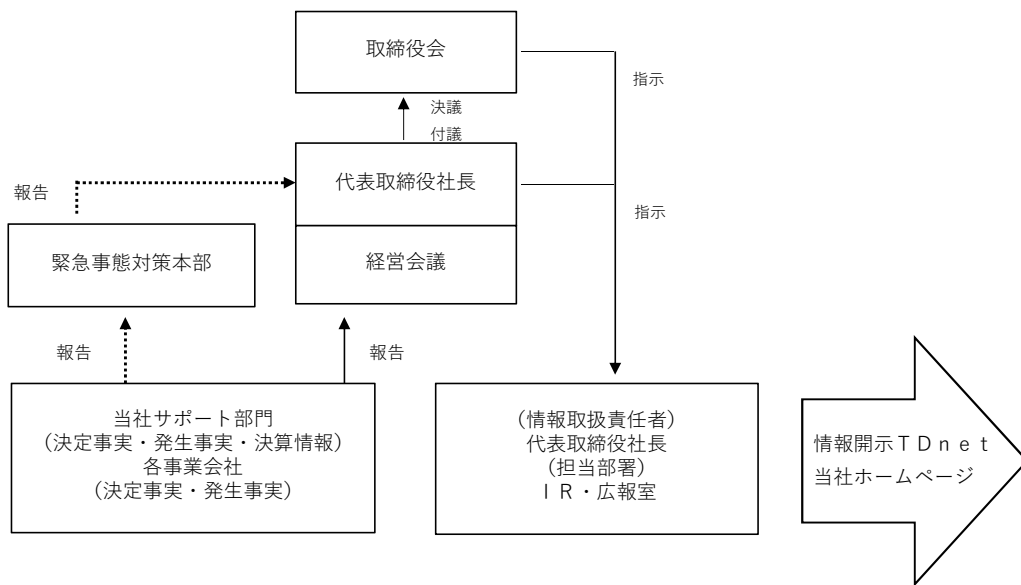 取締役会
指示
決議
付議
代表取締役社長
報告
指示
緊急事態対策本部
経営会議
報告
報告
当社サポート部門
(決定事実・発生事実・決算情報)
各事業会社
(決定事実・発生事実)
(情報取扱責任者)
代表取締役社長
(担当部署)
ＩＲ・広報室
情報開示ＴＤｎｅｔ
当社ホームページ